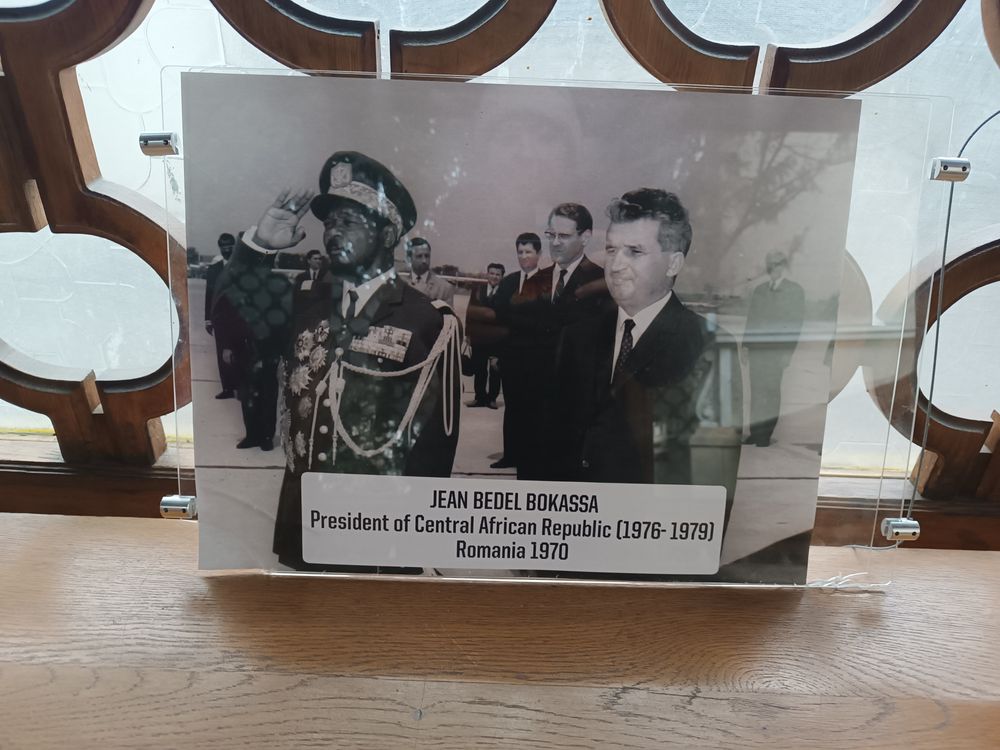 JEAN BEDEL BOKASSA
President of Central African Republic (1976-1979)
Romania 1970